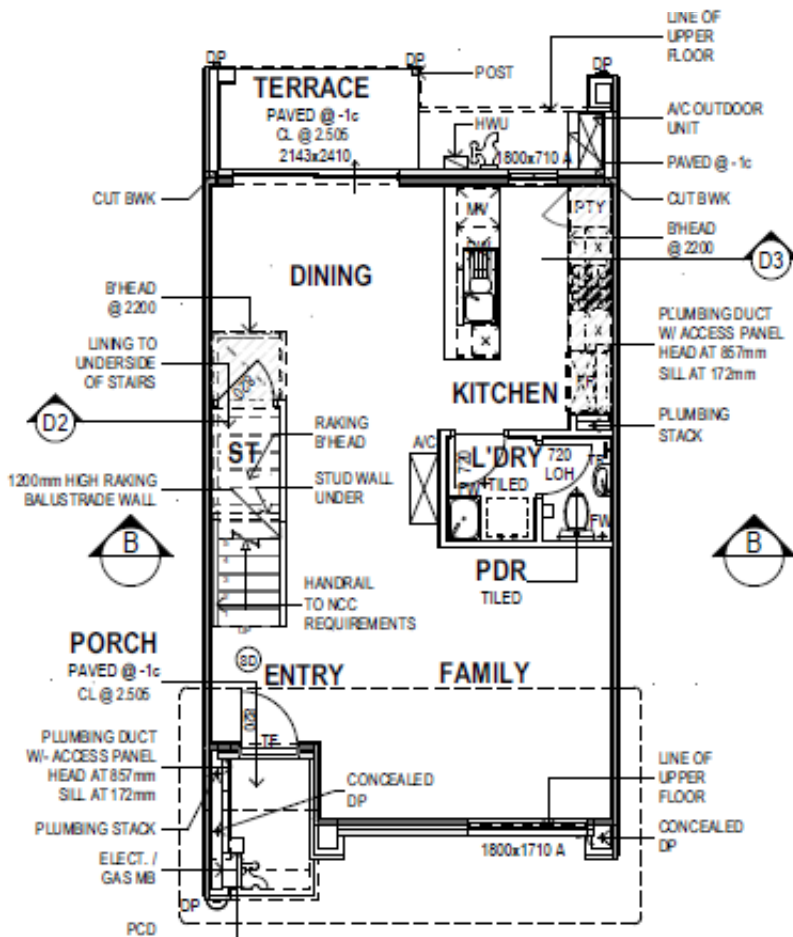 LINE OF
UPPER
FLOOR
DP
DP
DP
TERRACE
PAVED @ -1c
CL @ 2.505
2143x2410
POST
HWU
1800x710 A
A/C OUTDOOR
UNIT
PAVED @ -1c
CUT BWK
CUT BWK
MW
PTY
B'HEAD
@ 2200
D3
DINING
B'HEAD
@ 2200
LINING TO
UNDERSIDE
OF STAIRS
PLUMBING DUCT
W/ ACCESS PANEL
HEAD AT 857mm
SILL AT 172mm
KITCHEN
D2
820
ST
RAKING
B'HEAD
A/C
PLUMBING
STACK
1200mm HIGH RAKING
BALUSTRADE WALL
STUD WALL
UNDER
720
L'DRY
TILED
720
LOH
FW
FW
B
B
PDR
TILED
HANDRAIL
TO NCC
REQUIREMENTS
PORCH
PAVED @ -1c
CL @ 2.505
SD
ENTRY
FAMILY
820
PLUMBING DUCT
W/- ACCESS PANEL
HEAD AT 857mm
SILL AT 172mm
CONCEALED
DP
LINE OF
UPPER
FLOOR
PLUMBING STACK
CONCEALED
DP
1800x1710 A
ELECT. /
GAS MB
DP
PCD